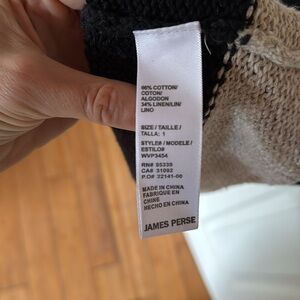 66% COTTON/
COTON/
ALGODON
34% LINEN/LIN/
LINO
SIZE / TAILLE /
TALLA: 1
STYLE# / MODELE /
ESTILO#
WVP3454
RN# 95339
CA# 31092
P.O# 22141-00
MADE IN CHINA
FABRIQUE EN
CHINE
HECHO EN CHINA
JAMES PERSE